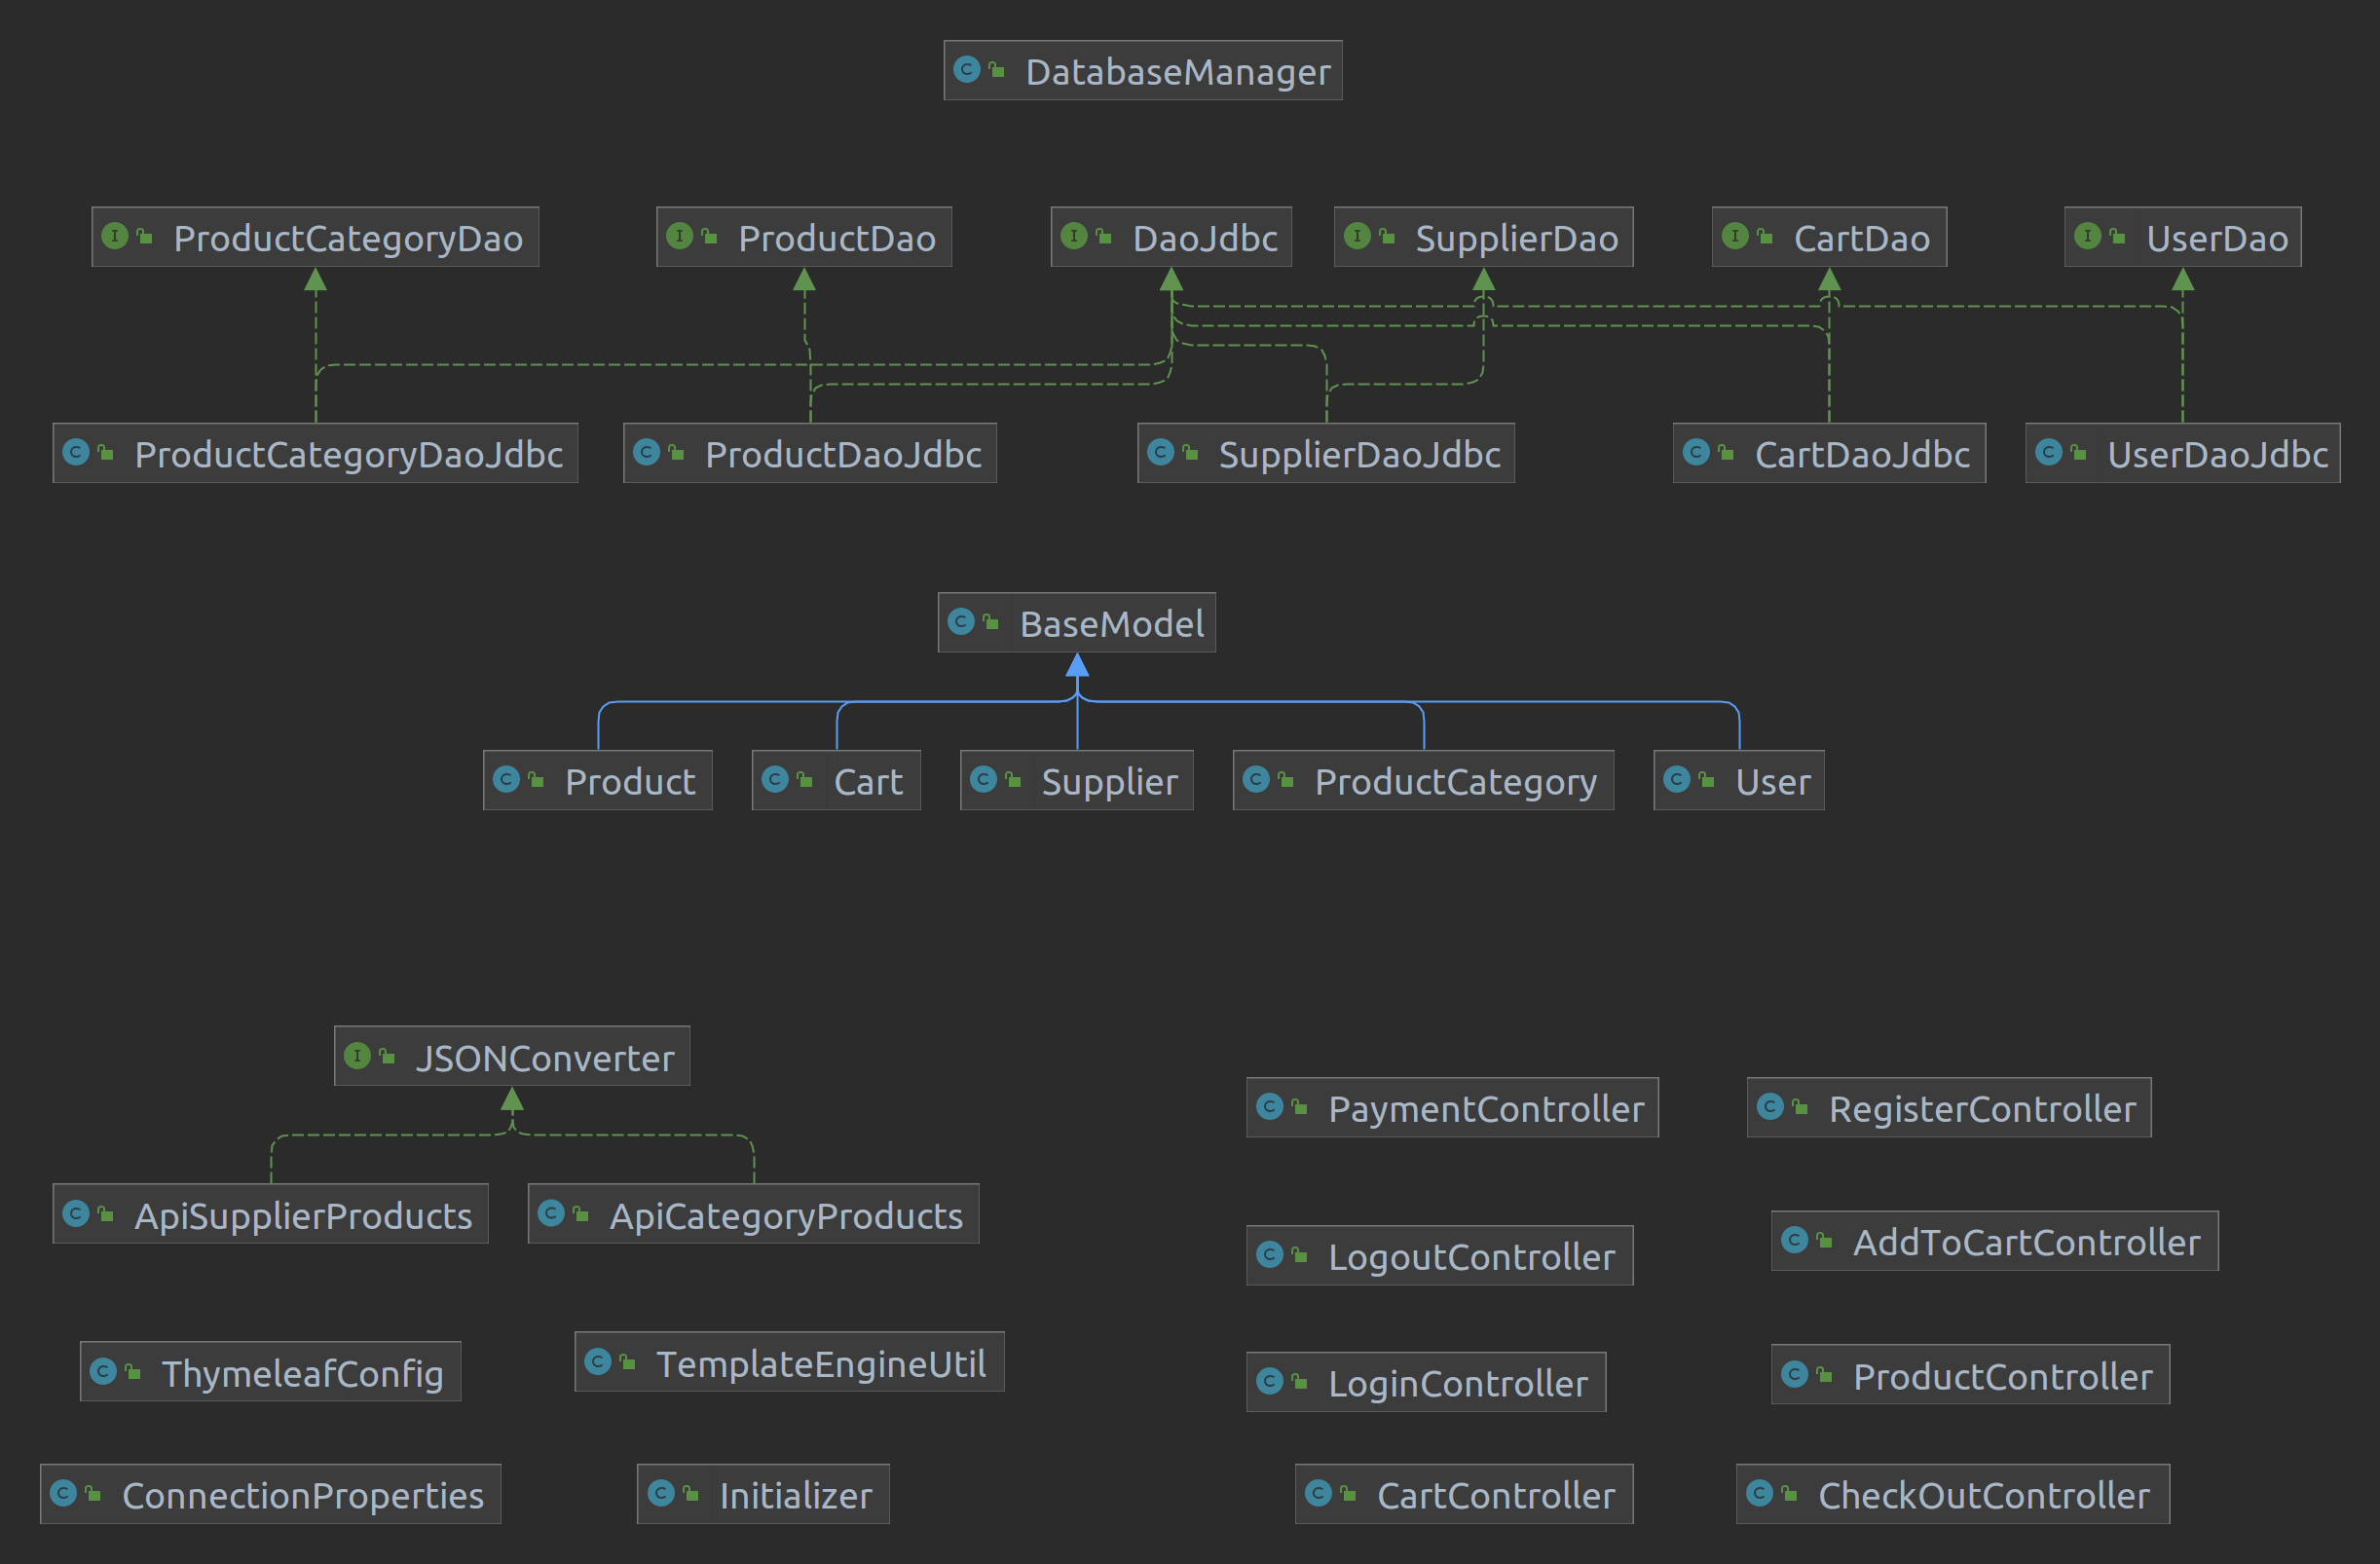 DatabaseManager
ProductCategoryDao
ProductDao
DaoJdbc
SupplierDao
CartDao
UserDao
ProductCategoryDaoJdbc
ProductDaoJdbc
SupplierDaoJdbc
CartDaoJdbc
UserDaoJdbc
BaseModel
Product
Cart
Supplier
ProductCategory
User
JSONConverter
ApiSupplierProducts
ApiCategoryProducts
ThymeleafConfig
TemplateEngineUtil
ConnectionProperties
Initializer
PaymentController
RegisterController
LogoutController
AddToCartController
LoginController
ProductController
CartController
CheckOutController